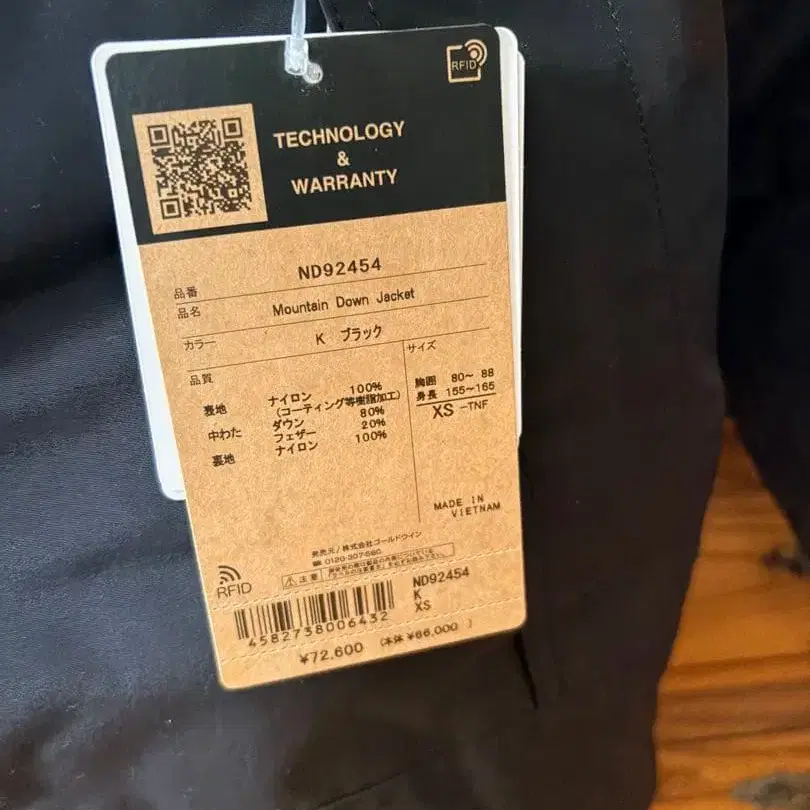 RFID
TECHNOLOGY
&
WARRANTY
品番 ND92454
品名 Mountain Down Jacket
カラー K ブラック
品質
サイズ
表地 ナイロン 100%
(コーティング等樹脂加工)
中わた ダウン 80%
フェザー 20%
裏地 ナイロン 100%
胸囲 80～ 88
身長 155～165
XS -TNF
MADE IN
VIETNAM
発売元/株式会社ゴールドウイン
☎ 0120-307-560
RFID
⚠ 注意
ND92454
K
XS
4582738006432
¥72,600 (本体 ¥66,000 )